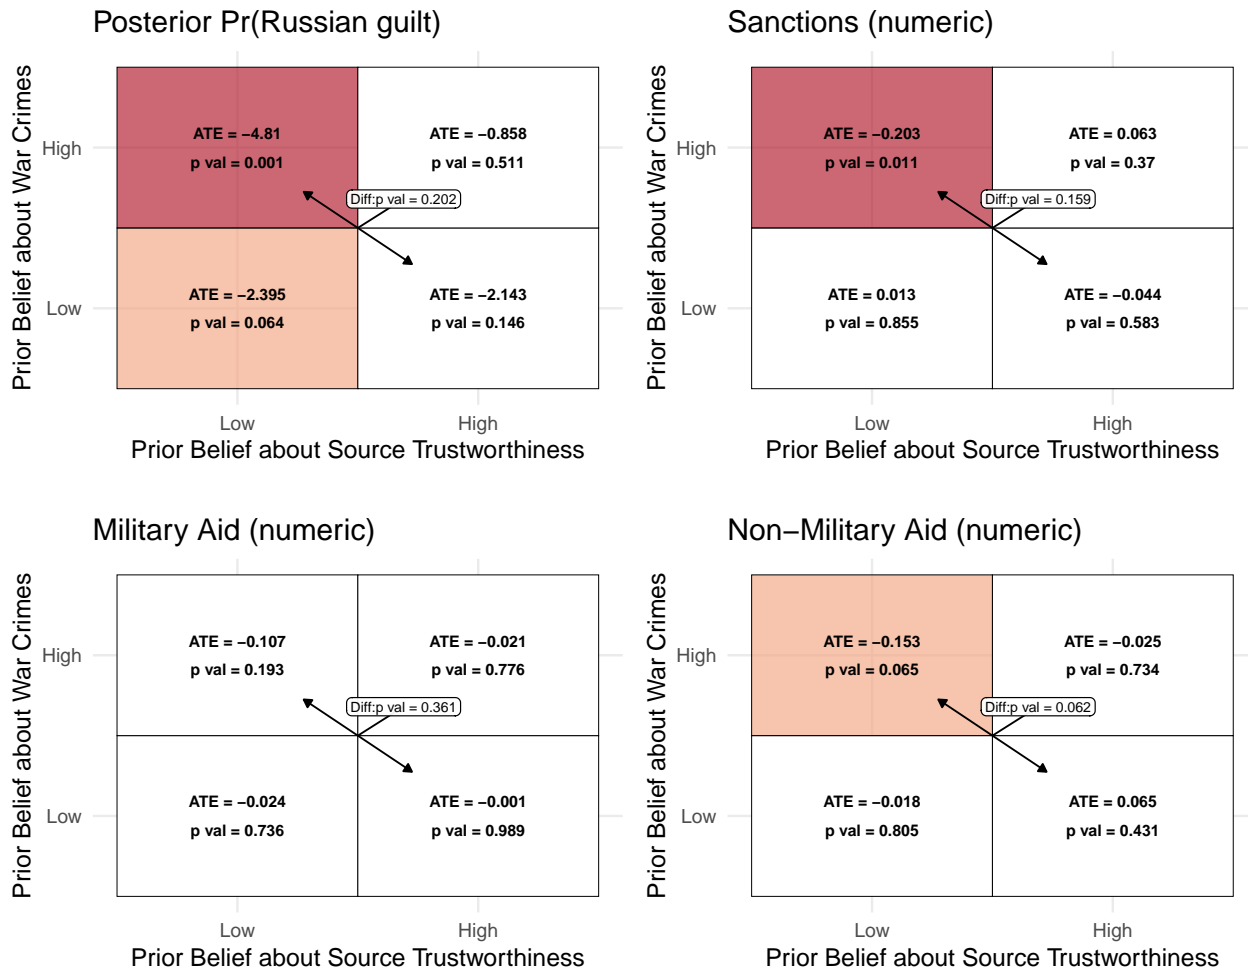 Posterior Pr(Russian guilt)
Prior Belief about War Crimes
High
Low
ATE = −4.81
p val = 0.001
ATE = −0.858
p val = 0.511
Diff:p val = 0.202
ATE = −2.395
p val = 0.064
ATE = −2.143
p val = 0.146
Low
High
Prior Belief about Source Trustworthiness
Sanctions (numeric)
Prior Belief about War Crimes
High
Low
ATE = −0.203
p val = 0.011
ATE = 0.063
p val = 0.37
Diff:p val = 0.159
ATE = 0.013
p val = 0.855
ATE = −0.044
p val = 0.583
Low
High
Prior Belief about Source Trustworthiness
Military Aid (numeric)
Prior Belief about War Crimes
High
Low
ATE = −0.107
p val = 0.193
ATE = −0.021
p val = 0.776
Diff:p val = 0.361
ATE = −0.024
p val = 0.736
ATE = −0.001
p val = 0.989
Low
High
Prior Belief about Source Trustworthiness
Non−Military Aid (numeric)
Prior Belief about War Crimes
High
Low
ATE = −0.153
p val = 0.065
ATE = −0.025
p val = 0.734
Diff:p val = 0.062
ATE = −0.018
p val = 0.805
ATE = 0.065
p val = 0.431
Low
High
Prior Belief about Source Trustworthiness